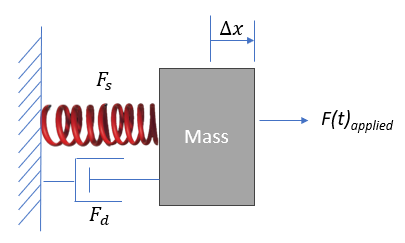 Δx
F_s
F(t)_applied
Mass
F_d